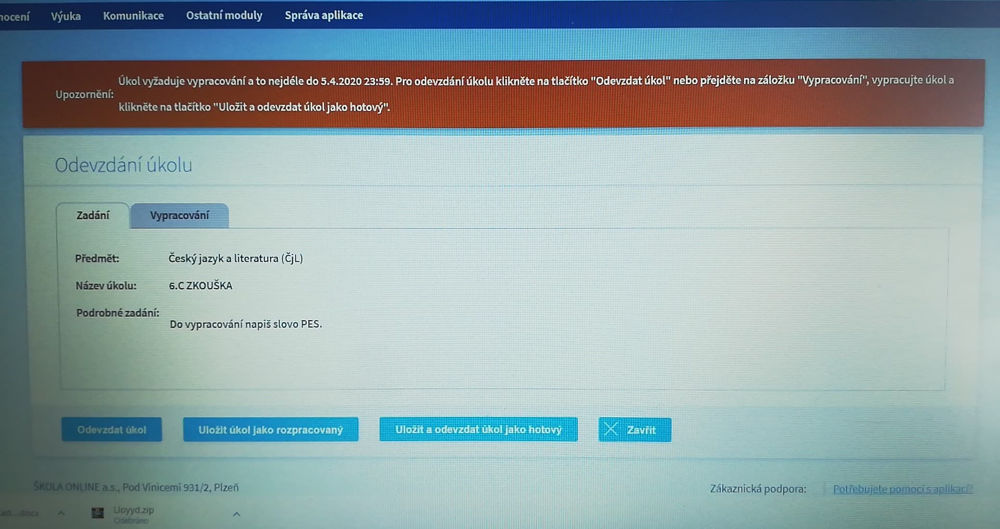 Výuka Komunikace Ostatní moduly Správa aplikace
Upozornění:
Úkol vyžaduje vypracování a to nejdéle do 5.4.2020 23:59. Pro odevzdání úkolu klikněte na tlačítko "Odevzdat úkol" nebo přejděte na záložku "Vypracování", vypracujte úkol a
klikněte na tlačítko "Uložit a odevzdat úkol jako hotový".
Odevzdání úkolu
Zadání Vypracování
Předmět: Český jazyk a literatura (ČjL)
Název úkolu: 6.C ZKOUŠKA
Podrobné zadání:
Do vypracování napiš slovo PES.
Odevzdat úkol Uložit úkol jako rozpracovaný Uložit a odevzdat úkol jako hotový Zavřít
ŠKOLA ONLINE a.s., Pod Vinicemi 931/2, Plzeň
Zákaznická podpora: Potřebujete pomoci s aplikací?
Lloyyd.zip
Odebráno